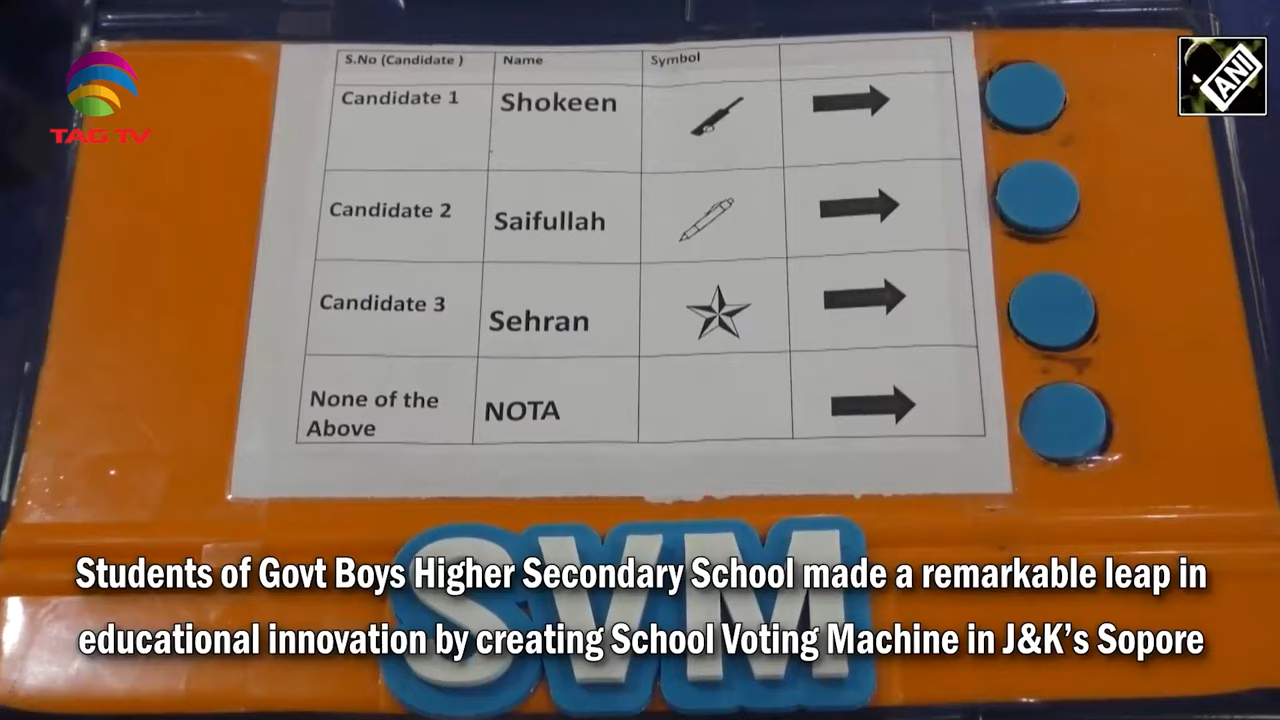 TAG TV
ANI
S.No (Candidate ) Name Symbol
Candidate 1 Shokeen
Candidate 2 Saifullah
Candidate 3 Sehran
None of the
Above
NOTA
SVM
Students of Govt Boys Higher Secondary School made a remarkable leap in
educational innovation by creating School Voting Machine in J&K’s Sopore